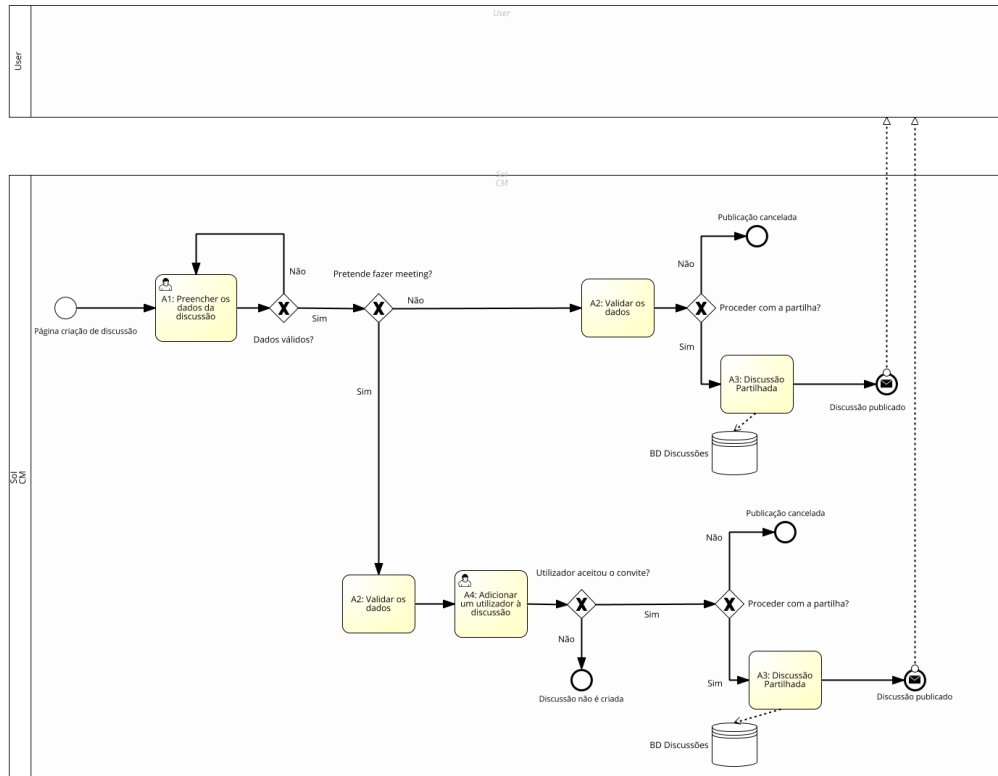 User
User
Sol
CM
Sol
CM
Publicação cancelada
Não
Pretende fazer meeting?
Não
Não
A1: Preencher os
dados da
discussão
A2: Validar os
dados
Proceder com a partilha?
Sim
Página criação de discussão
Dados válidos?
Sim
A3: Discussão
Partilhada
Sim
Discussão publicado
BD Discussões
Publicação cancelada
Não
Utilizador aceitou o convite?
A2: Validar os
dados
A4: Adicionar
um utilizador à
discussão
Sim
Proceder com a partilha?
Não
A3: Discussão
Partilhada
Sim
Discussão não é criada
Discussão publicado
BD Discussões